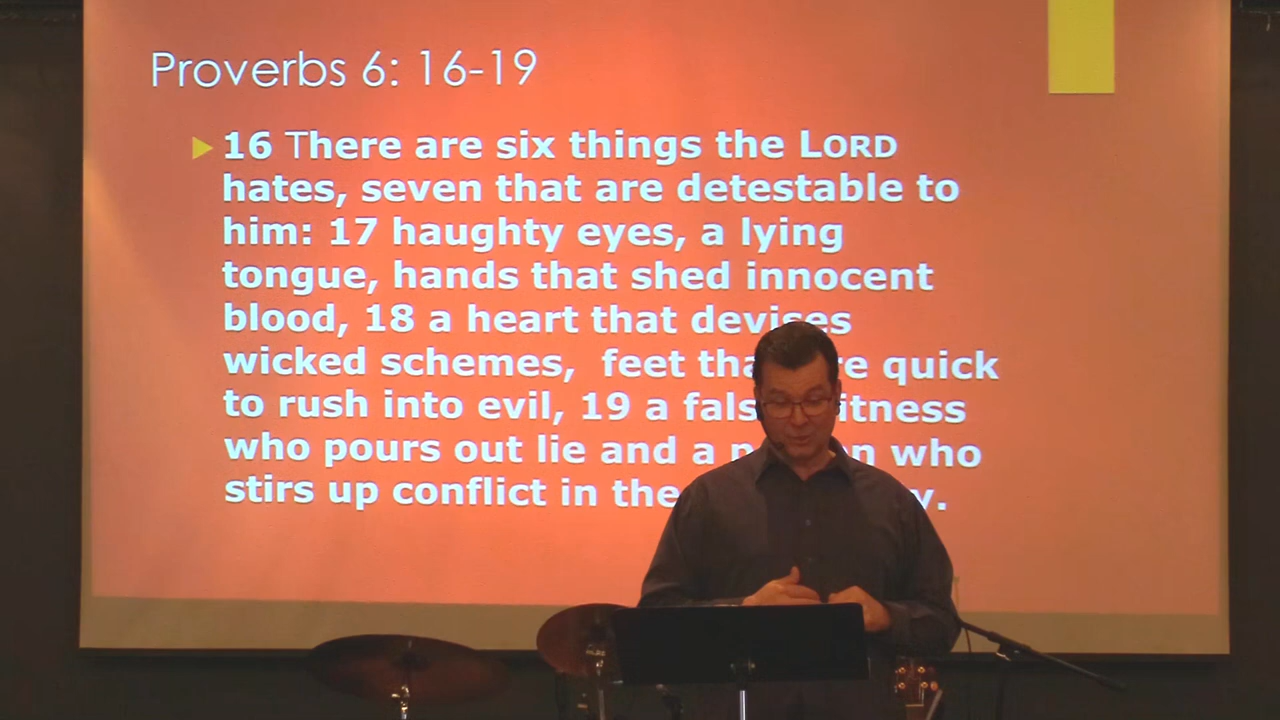 Proverbs 6: 16-19
16 There are six things the LORD
hates, seven that are detestable to
him: 17 haughty eyes, a lying
tongue, hands that shed innocent
blood, 18 a heart that devises
wicked schemes, feet quick
to rush into evil, 19 a
who pours out lie and a who
stirs up conflict in the